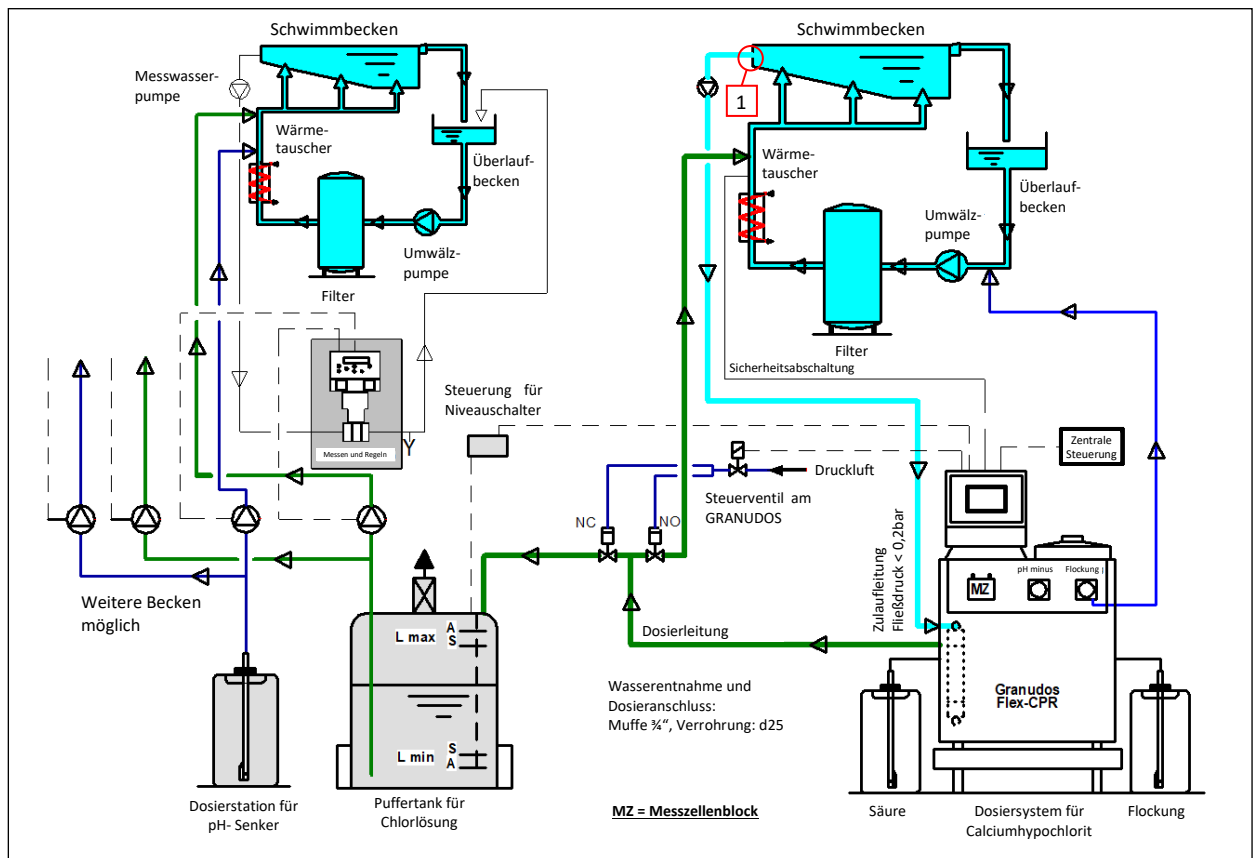 Schwimmbecken
Schwimmbecken
Messwasser-
pumpe
1
Wärme-
tauscher
Überlauf-
becken
Wärme-
tauscher
Überlauf-
becken
Umwälz-
pumpe
Umwälz-
pumpe
Filter
Filter
Sicherheitsabschaltung
Steuerung für
Niveauschalter
Messen und Regeln
Y
Zentrale
Steuerung
Druckluft
Steuerventil am
GRANUDOS
NC
NO
Zulaufleitung
Fließdruck < 0,2bar
pH minus
Flockung
MZ
Weitere Becken
möglich
L max
A
S
Dosierleitung
Wasserentnahme und
Dosieranschluss:
Muffe ¾“, Verrohrung: d25
Granudos
Flex-CPR
L min
S
A
Dosierstation für
pH- Senker
Puffertank für
Chlorlösung
MZ = Messzellenblock
Säure
Dosiersystem für
Calciumhypochlorit
Flockung